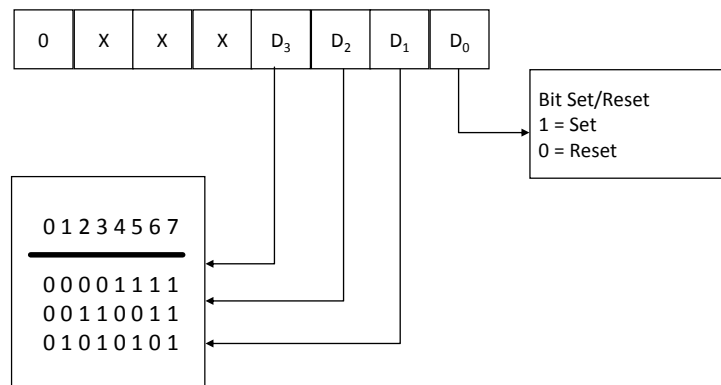 0 X X X D₃ D₂ D₁ D₀
Bit Set/Reset
1 = Set
0 = Reset
0 1 2 3 4 5 6 7
0 0 0 0 1 1 1 1
0 0 1 1 0 0 1 1
0 1 0 1 0 1 0 1